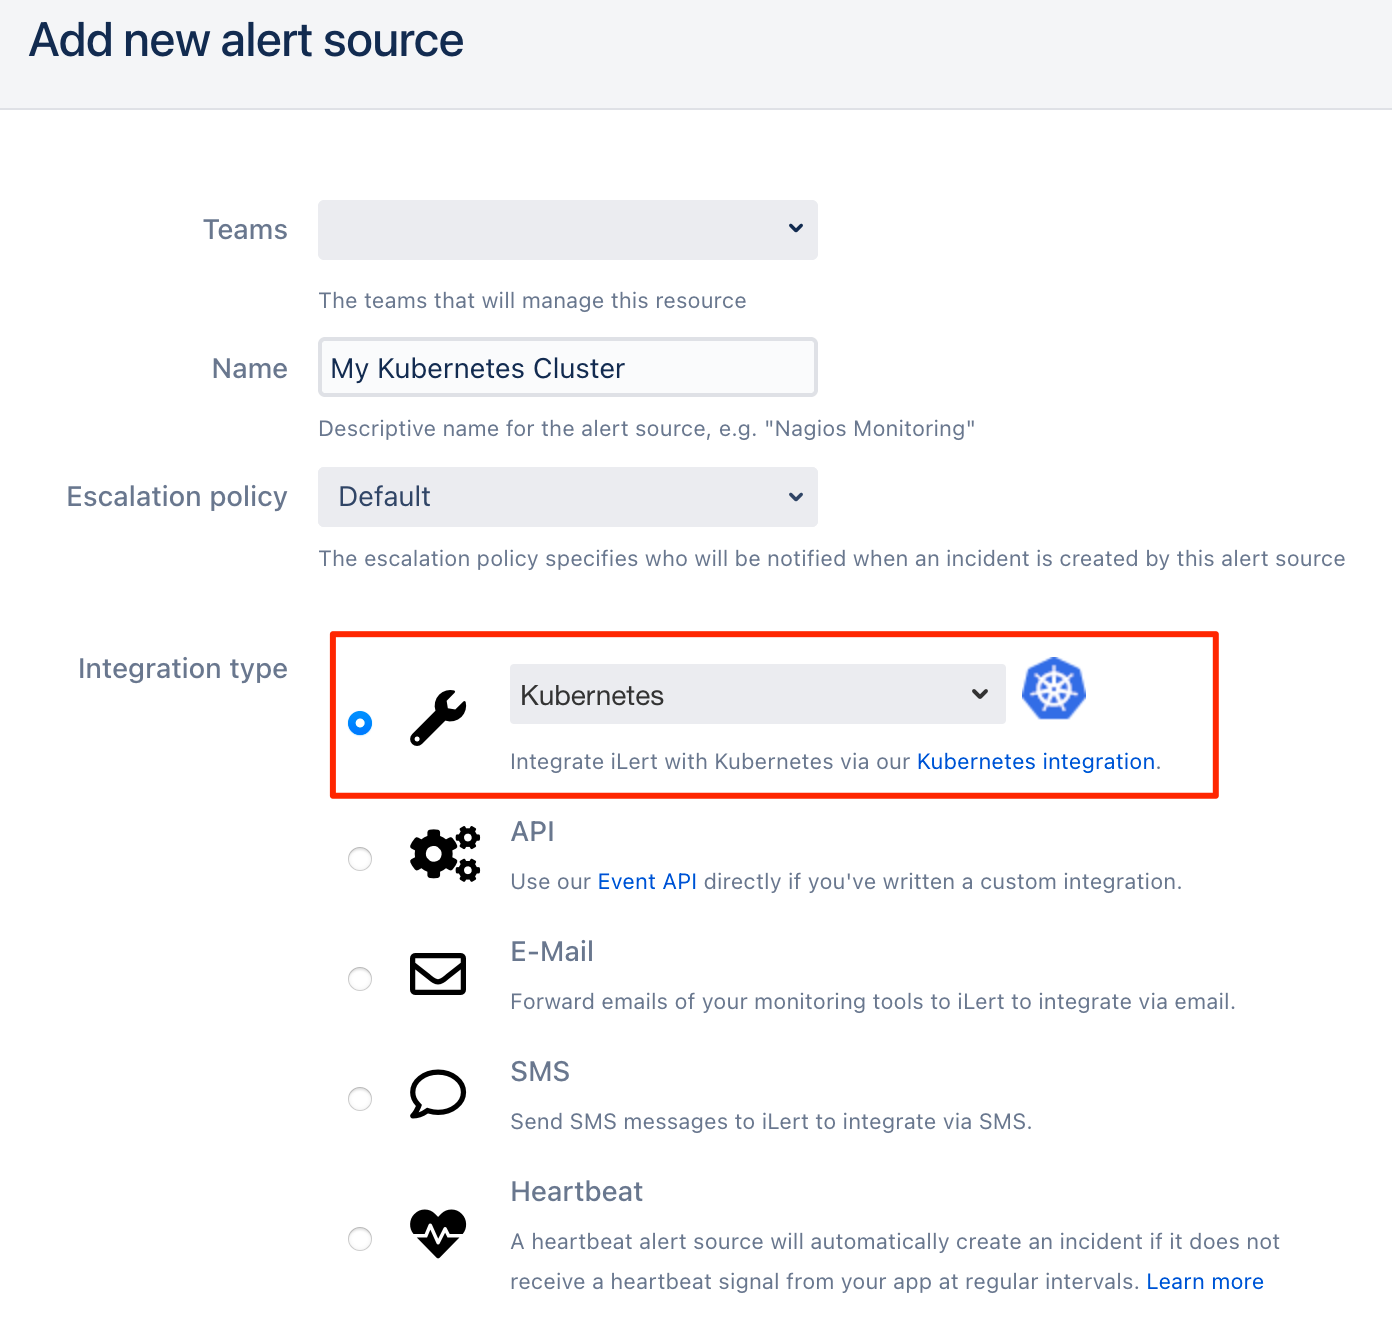 Add new alert source
Teams
The teams that will manage this resource
Name
My Kubernetes Cluster
Descriptive name for the alert source, e.g. "Nagios Monitoring"
Escalation policy
Default
The escalation policy specifies who will be notified when an incident is created by this alert source
Integration type
Kubernetes
Integrate iLert with Kubernetes via our Kubernetes integration.
API
Use our Event API directly if you've written a custom integration.
E-Mail
Forward emails of your monitoring tools to iLert to integrate via email.
SMS
Send SMS messages to iLert to integrate via SMS.
Heartbeat
A heartbeat alert source will automatically create an incident if it does not
receive a heartbeat signal from your app at regular intervals. Learn more